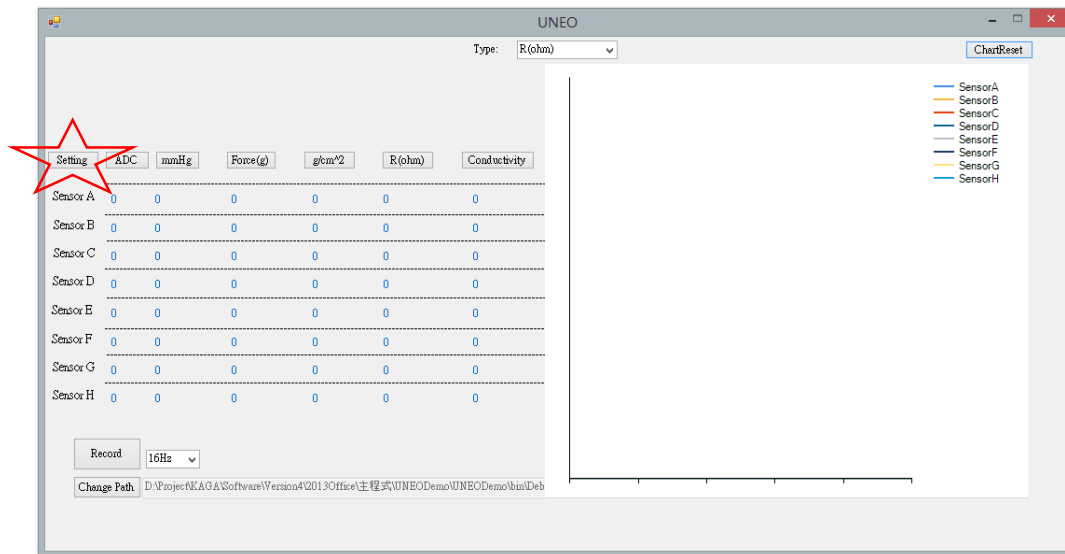 UNEO
Type: R(ohm)
ChartReset
SensorA
SensorB
SensorC
SensorD
SensorE
SensorF
SensorG
SensorH
Setting ADC mmHg Force(g) g/cm^2 R(ohm) Conductivity
Sensor A 0 0 0 0 0 0
Sensor B 0 0 0 0 0 0
Sensor C 0 0 0 0 0 0
Sensor D 0 0 0 0 0 0
Sensor E 0 0 0 0 0 0
Sensor F 0 0 0 0 0 0
Sensor G 0 0 0 0 0 0
Sensor H 0 0 0 0 0 0
Record 16Hz
Change Path D:\Project\KAGA\Software\Version4\2013Office\主程式\UNEODemo\UNEODemo\bin\Deb